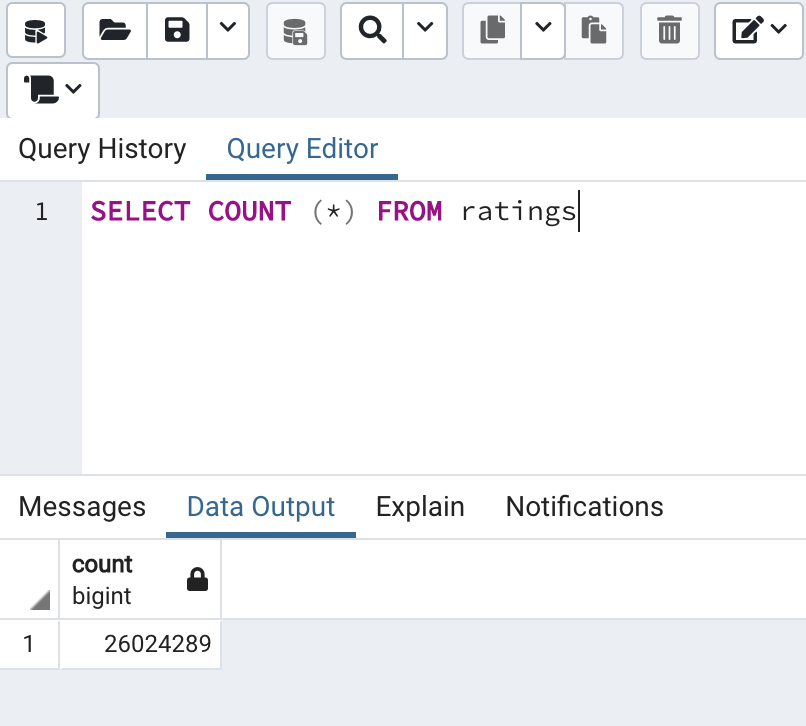 Query History Query Editor
1 SELECT COUNT (*) FROM ratings
Messages Data Output Explain Notifications
count
bigint
1 26024289